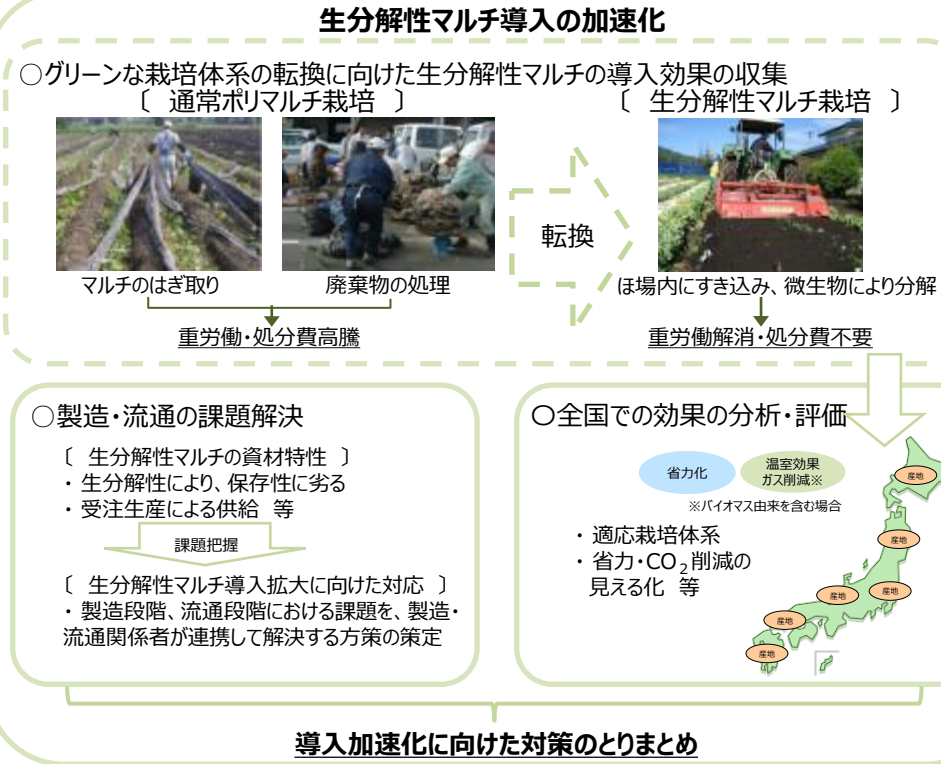 生分解性マルチ導入の加速化
○グリーンな栽培体系の転換に向けた生分解性マルチの導入効果の収集
〔 通常ポリマルチ栽培 〕
〔 生分解性マルチ栽培 〕
転換
マルチのはぎ取り
廃棄物の処理
ほ場内にすき込み、微生物により分解
重労働・処分費高騰
重労働解消・処分費不要
○製造・流通の課題解決
〔 生分解性マルチの資材特性 〕
・ 生分解性により、保存性に劣る
・ 受注生産による供給 等
課題把握
〔 生分解性マルチ導入拡大に向けた対応 〕
・ 製造段階、流通段階における課題を、製造・
流通関係者が連携して解決する方策の策定
○全国での効果の分析・評価
省力化
温室効果
ガス削減※
※バイオマス由来を含む場合
・ 適応栽培体系
・ 省力・CO₂削減の
見える化 等
産地
産地
産地
産地
産地
産地
導入加速化に向けた対策のとりまとめ